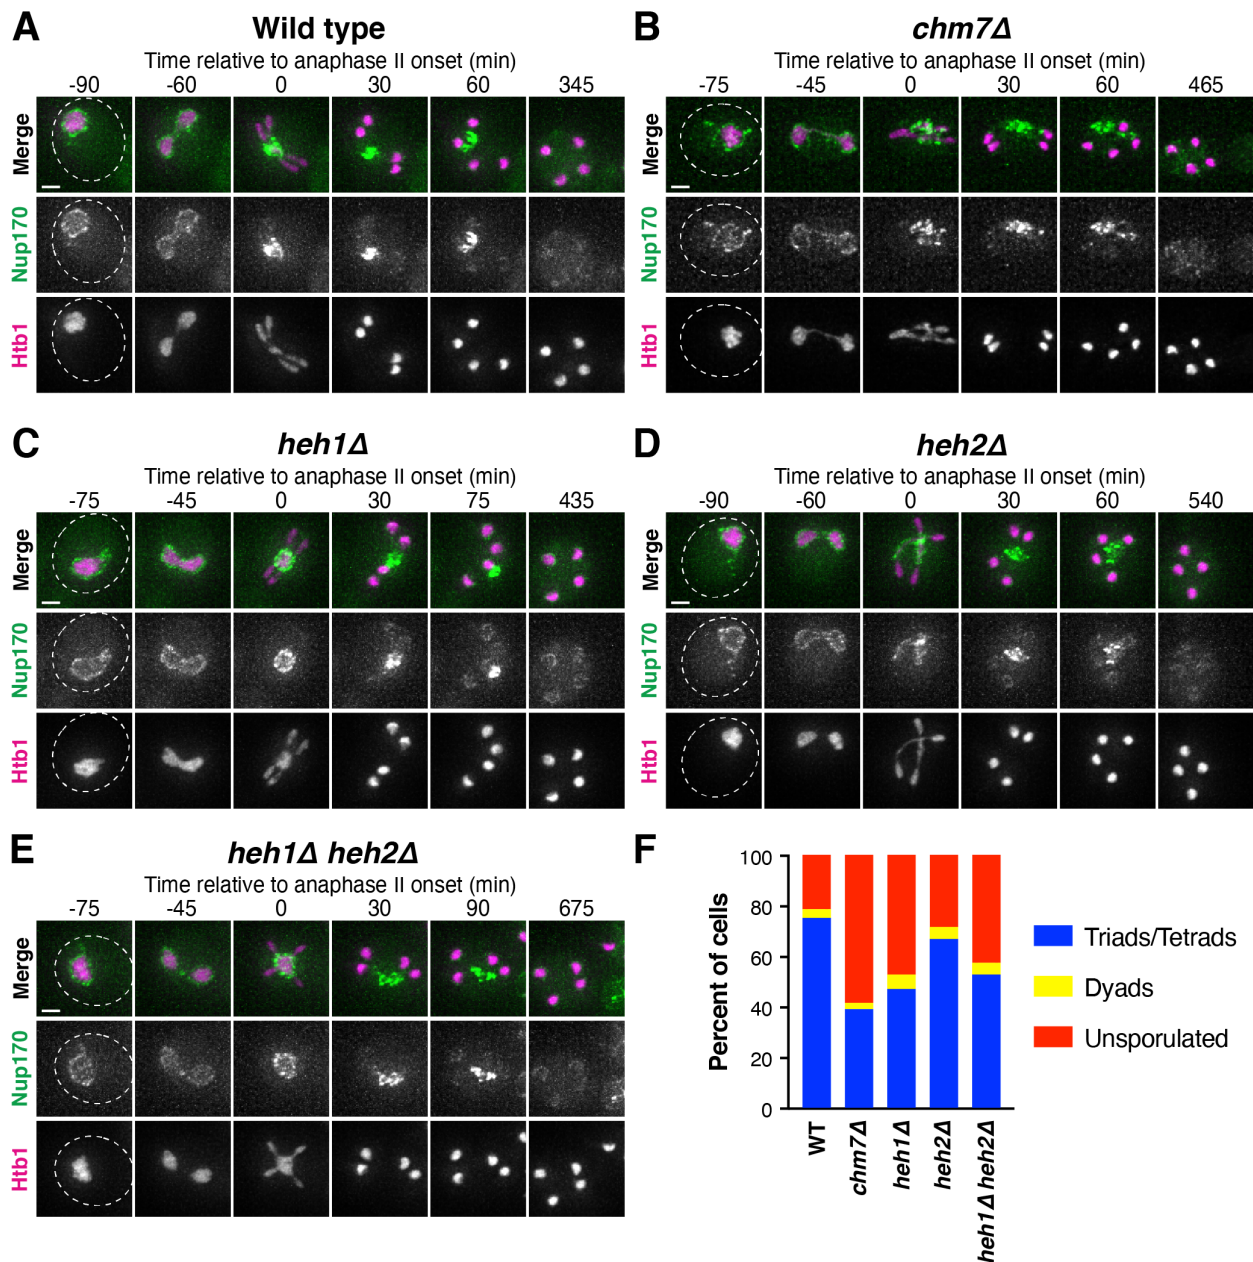 A
Wild type
Time relative to anaphase II onset (min)
-90 -60 0 30 60 345
Merge
Nup170
Htb1
B
chm7Δ
Time relative to anaphase II onset (min)
-75 -45 0 30 60 465
Merge
Nup170
Htb1
C
heh1Δ
Time relative to anaphase II onset (min)
-75 -45 0 30 75 435
Merge
Nup170
Htb1
D
heh2Δ
Time relative to anaphase II onset (min)
-90 -60 0 30 60 540
Merge
Nup170
Htb1
E
heh1Δ heh2Δ
Time relative to anaphase II onset (min)
-75 -45 0 30 90 675
Merge
Nup170
Htb1
F
Percent of cells
100
80
60
40
20
0
WT
chm7Δ
heh1Δ
heh2Δ
heh1Δ heh2Δ
Triads/Tetrads
Dyads
Unsporulated